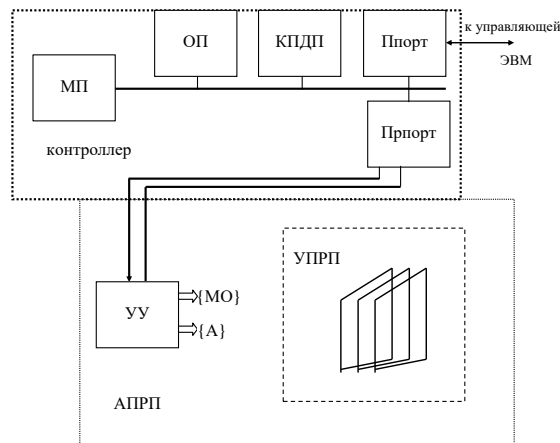 ОП
КПДП
Ппорт
к управляющей
ЭВМ
МП
Прпорт
контроллер
УПРП
УУ
{МО}
{А}
АПРП